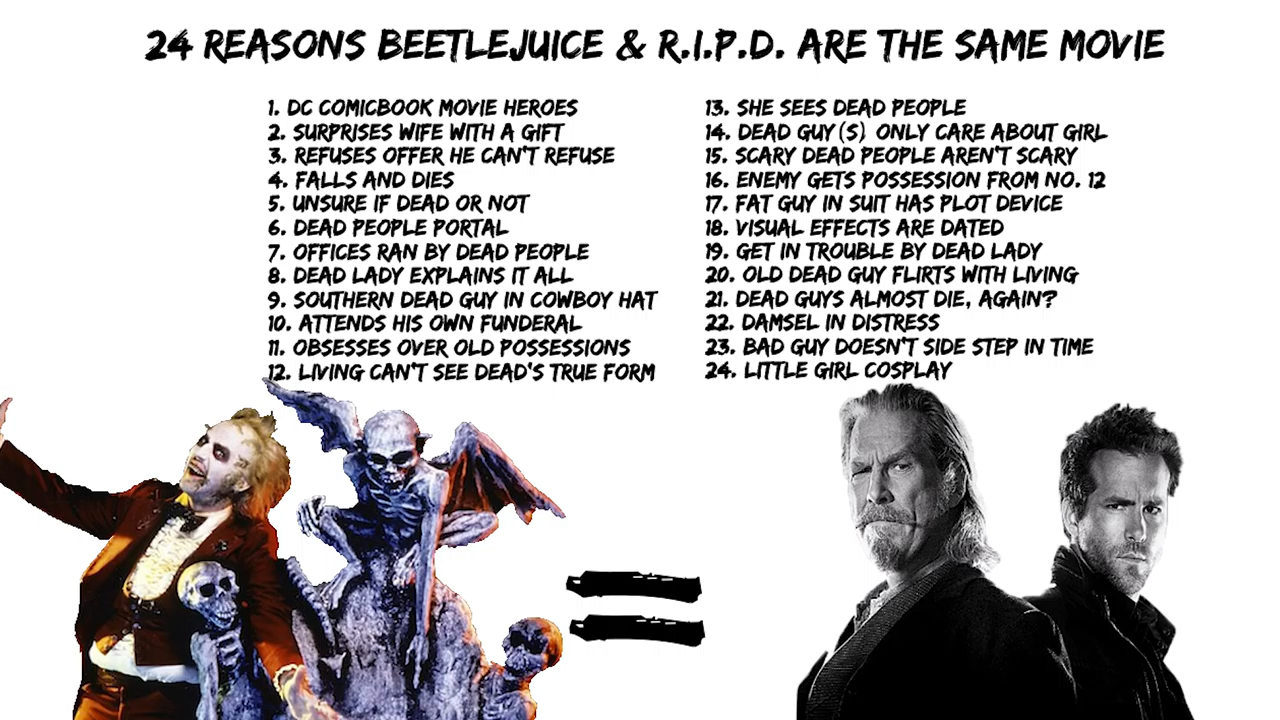 24 REASONS BEETLEJUICE & R.I.P.D. ARE THE SAME MOVIE
1. DC COMICBOOK MOVIE HEROES
2. SURPRISES WIFE WITH A GIFT
3. REFUSES OFFER HE CAN'T REFUSE
4. FALLS AND DIES
5. UNSURE IF DEAD OR NOT
6. DEAD PEOPLE PORTAL
7. OFFICES RAN BY DEAD PEOPLE
8. DEAD LADY EXPLAINS IT ALL
9. SOUTHERN DEAD GUY IN COWBOY HAT
10. ATTENDS HIS OWN FUNDERAL
11. OBSESSES OVER OLD POSSESSIONS
12. LIVING CAN'T SEE DEAD'S TRUE FORM
13. SHE SEES DEAD PEOPLE
14. DEAD GUY(S) ONLY CARE ABOUT GIRL
15. SCARY DEAD PEOPLE AREN'T SCARY
16. ENEMY GETS POSSESSION FROM NO. 12
17. FAT GUY IN SUIT HAS PLOT DEVICE
18. VISUAL EFFECTS ARE DATED
19. GET IN TROUBLE BY DEAD LADY
20. OLD DEAD GUY FLIRTS WITH LIVING
21. DEAD GUYS ALMOST DIE, AGAIN?
22. DAMSEL IN DISTRESS
23. BAD GUY DOESN'T SIDE STEP IN TIME
24. LITTLE GIRL COSPLAY